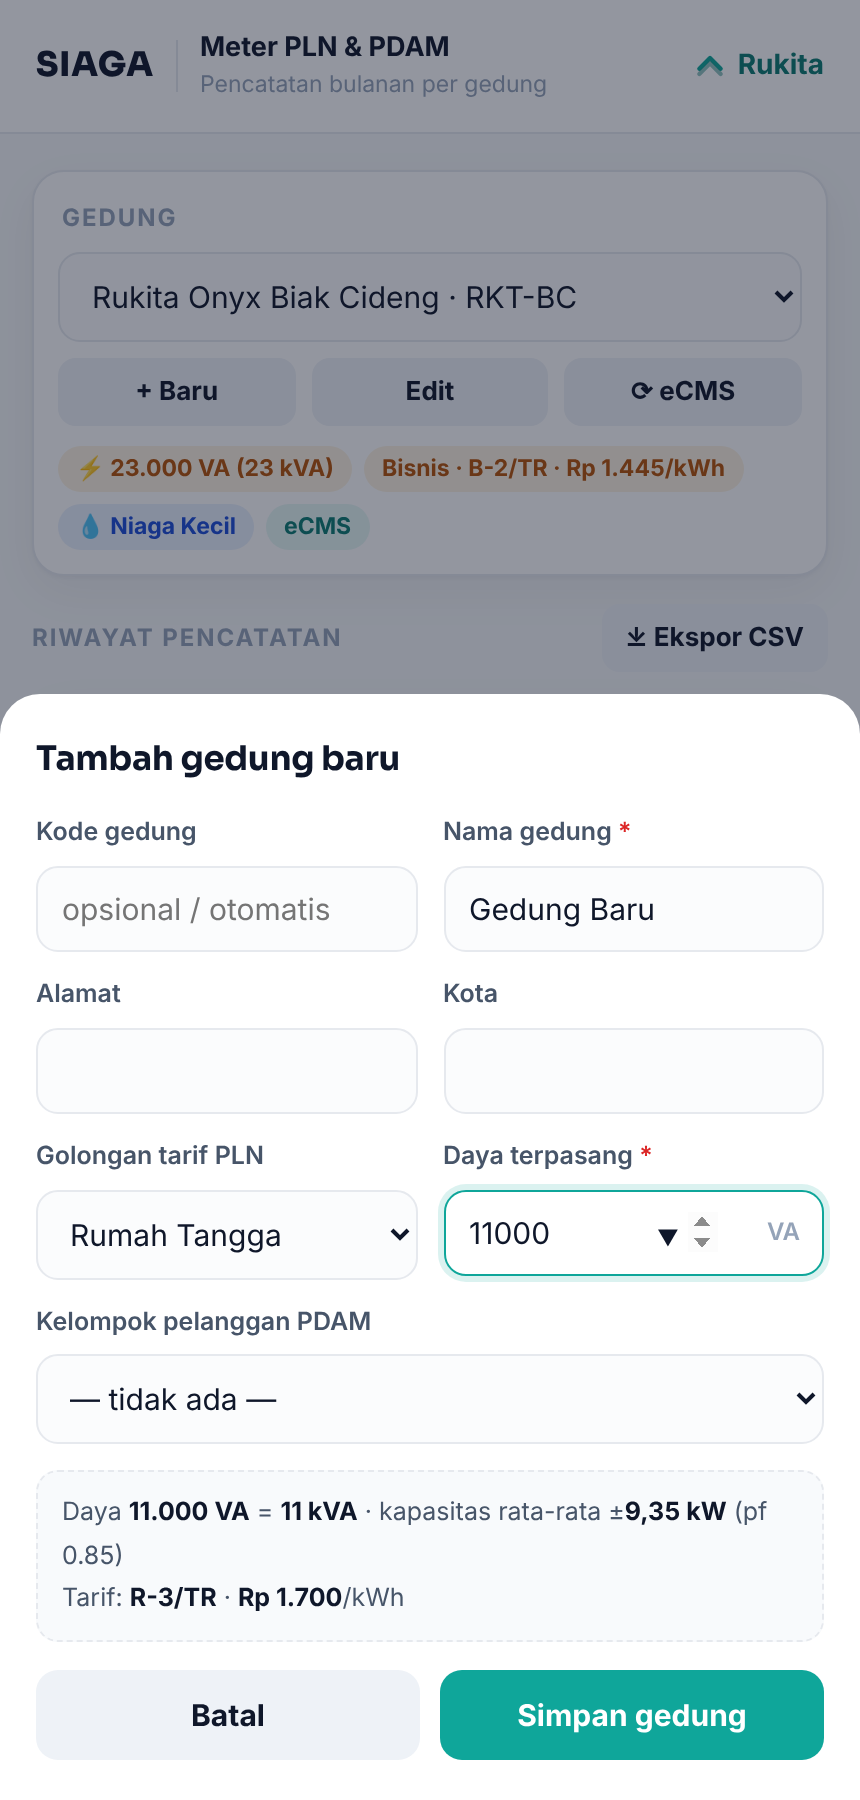 SIAGA
Meter PLN & PDAM
Pencatatan bulanan per gedung
Rukita
GEDUNG
Rukita Onyx Biak Cideng · RKT-BC
+ Baru
Edit
⟳ eCMS
⚡ 23.000 VA (23 kVA)
Bisnis · B-2/TR · Rp 1.445/kWh
💧 Niaga Kecil
eCMS
RIWAYAT PENCATATAN
Ekspor CSV
Tambah gedung baru
Kode gedung
Nama gedung *
opsional / otomatis
Gedung Baru
Alamat
Kota
Golongan tarif PLN
Daya terpasang *
Rumah Tangga
11000
VA
Kelompok pelanggan PDAM
— tidak ada —
Daya 11.000 VA = 11 kVA · kapasitas rata-rata ±9,35 kW (pf
0.85)
Tarif: R-3/TR · Rp 1.700/kWh
Batal
Simpan gedung